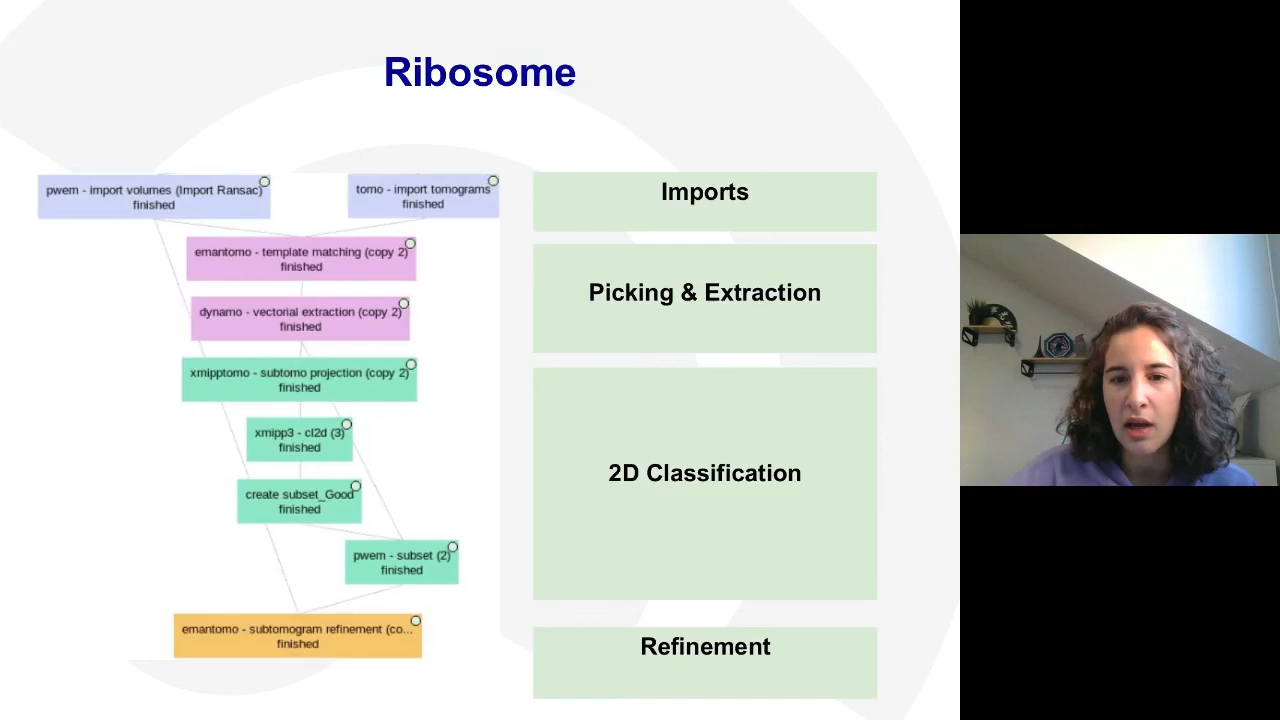 Ribosome
pwem - import volumes (Import Ransac)
finished
tomo - import tomograms
finished
Imports
emantomo - template matching (copy 2)
finished
dynamo - vectorial extraction (copy 2)
finished
Picking & Extraction
xmipptomo - subtomo projection (copy 2)
finished
xmipp3 - cl2d (3)
finished
create subset_Good
finished
pwem - subset (2)
finished
2D Classification
emantomo - subtomogram refinement (co...
finished
Refinement